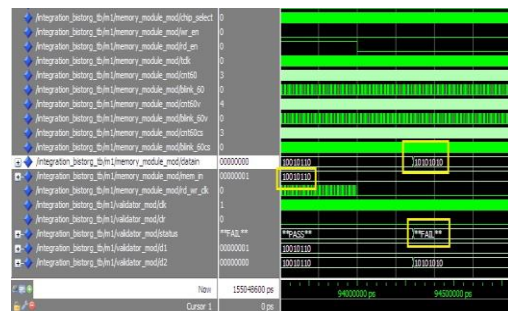 /integration_bistorg_tb/m1/memory_module_mod/chip_select 0
/integration_bistorg_tb/m1/memory_module_mod/wr_en 0
/integration_bistorg_tb/m1/memory_module_mod/rd_en 0
/integration_bistorg_tb/m1/memory_module_mod/tdk 0
/integration_bistorg_tb/m1/memory_module_mod/cnt60 3
/integration_bistorg_tb/m1/memory_module_mod/blink_60 0
/integration_bistorg_tb/m1/memory_module_mod/cnt60v 4
/integration_bistorg_tb/m1/memory_module_mod/blink_60v 0
/integration_bistorg_tb/m1/memory_module_mod/cnt60cs 3
/integration_bistorg_tb/m1/memory_module_mod/blink_60cs 0
/integration_bistorg_tb/m1/memory_module_mod/datain 00000000 10010110 10101010
/integration_bistorg_tb/m1/memory_module_mod/mem_in 00000001 10010110
/integration_bistorg_tb/m1/memory_module_mod/rd_wr_clk 0
/integration_bistorg_tb/m1/validator_mod/clk 1
/integration_bistorg_tb/m1/validator_mod/clr 0
/integration_bistorg_tb/m1/validator_mod/status **FAIL** **PASS** **FAIL**
/integration_bistorg_tb/m1/validator_mod/d1 00000001 10010110
/integration_bistorg_tb/m1/validator_mod/d2 00000000 10010110 10101010
Now 155048600 ps 94000000 ps 94500000 ps
Cursor 1 0 ps